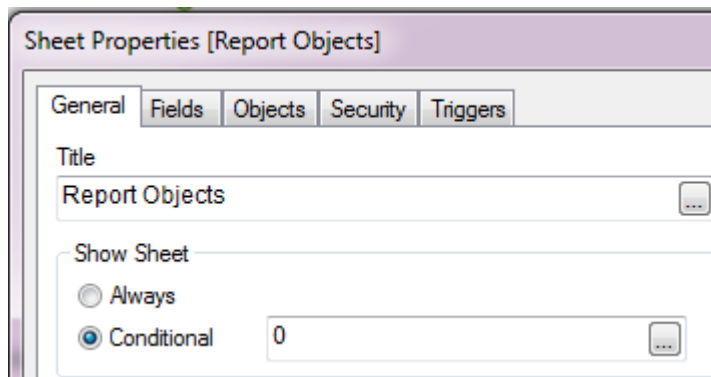 Sheet Properties [Report Objects]
General Fields Objects Security Triggers
Title
Report Objects ...
Show Sheet
Always
Conditional 0 ...